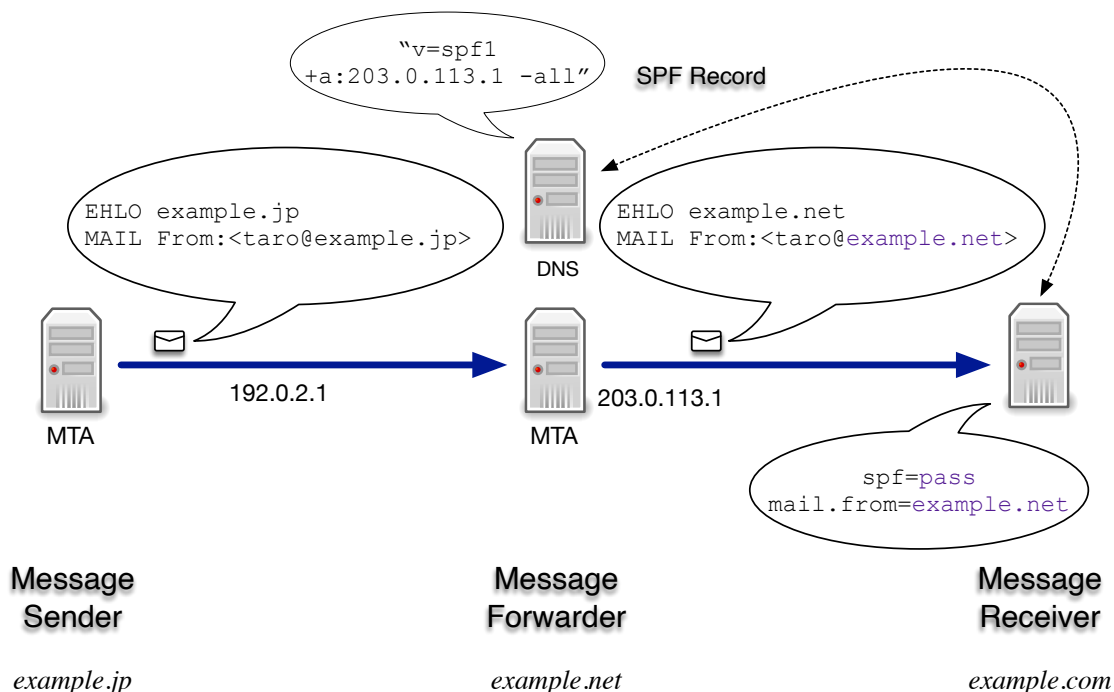 “v=spf1
+a:203.0.113.1 -all”
SPF Record
EHLO example.jp
MAIL From:<taro@example.jp>
EHLO example.net
MAIL From:<taro@example.net>
DNS
192.0.2.1
203.0.113.1
MTA
MTA
spf=pass
mail.from=example.net
Message
Sender
Message
Forwarder
Message
Receiver
example.jp
example.net
example.com